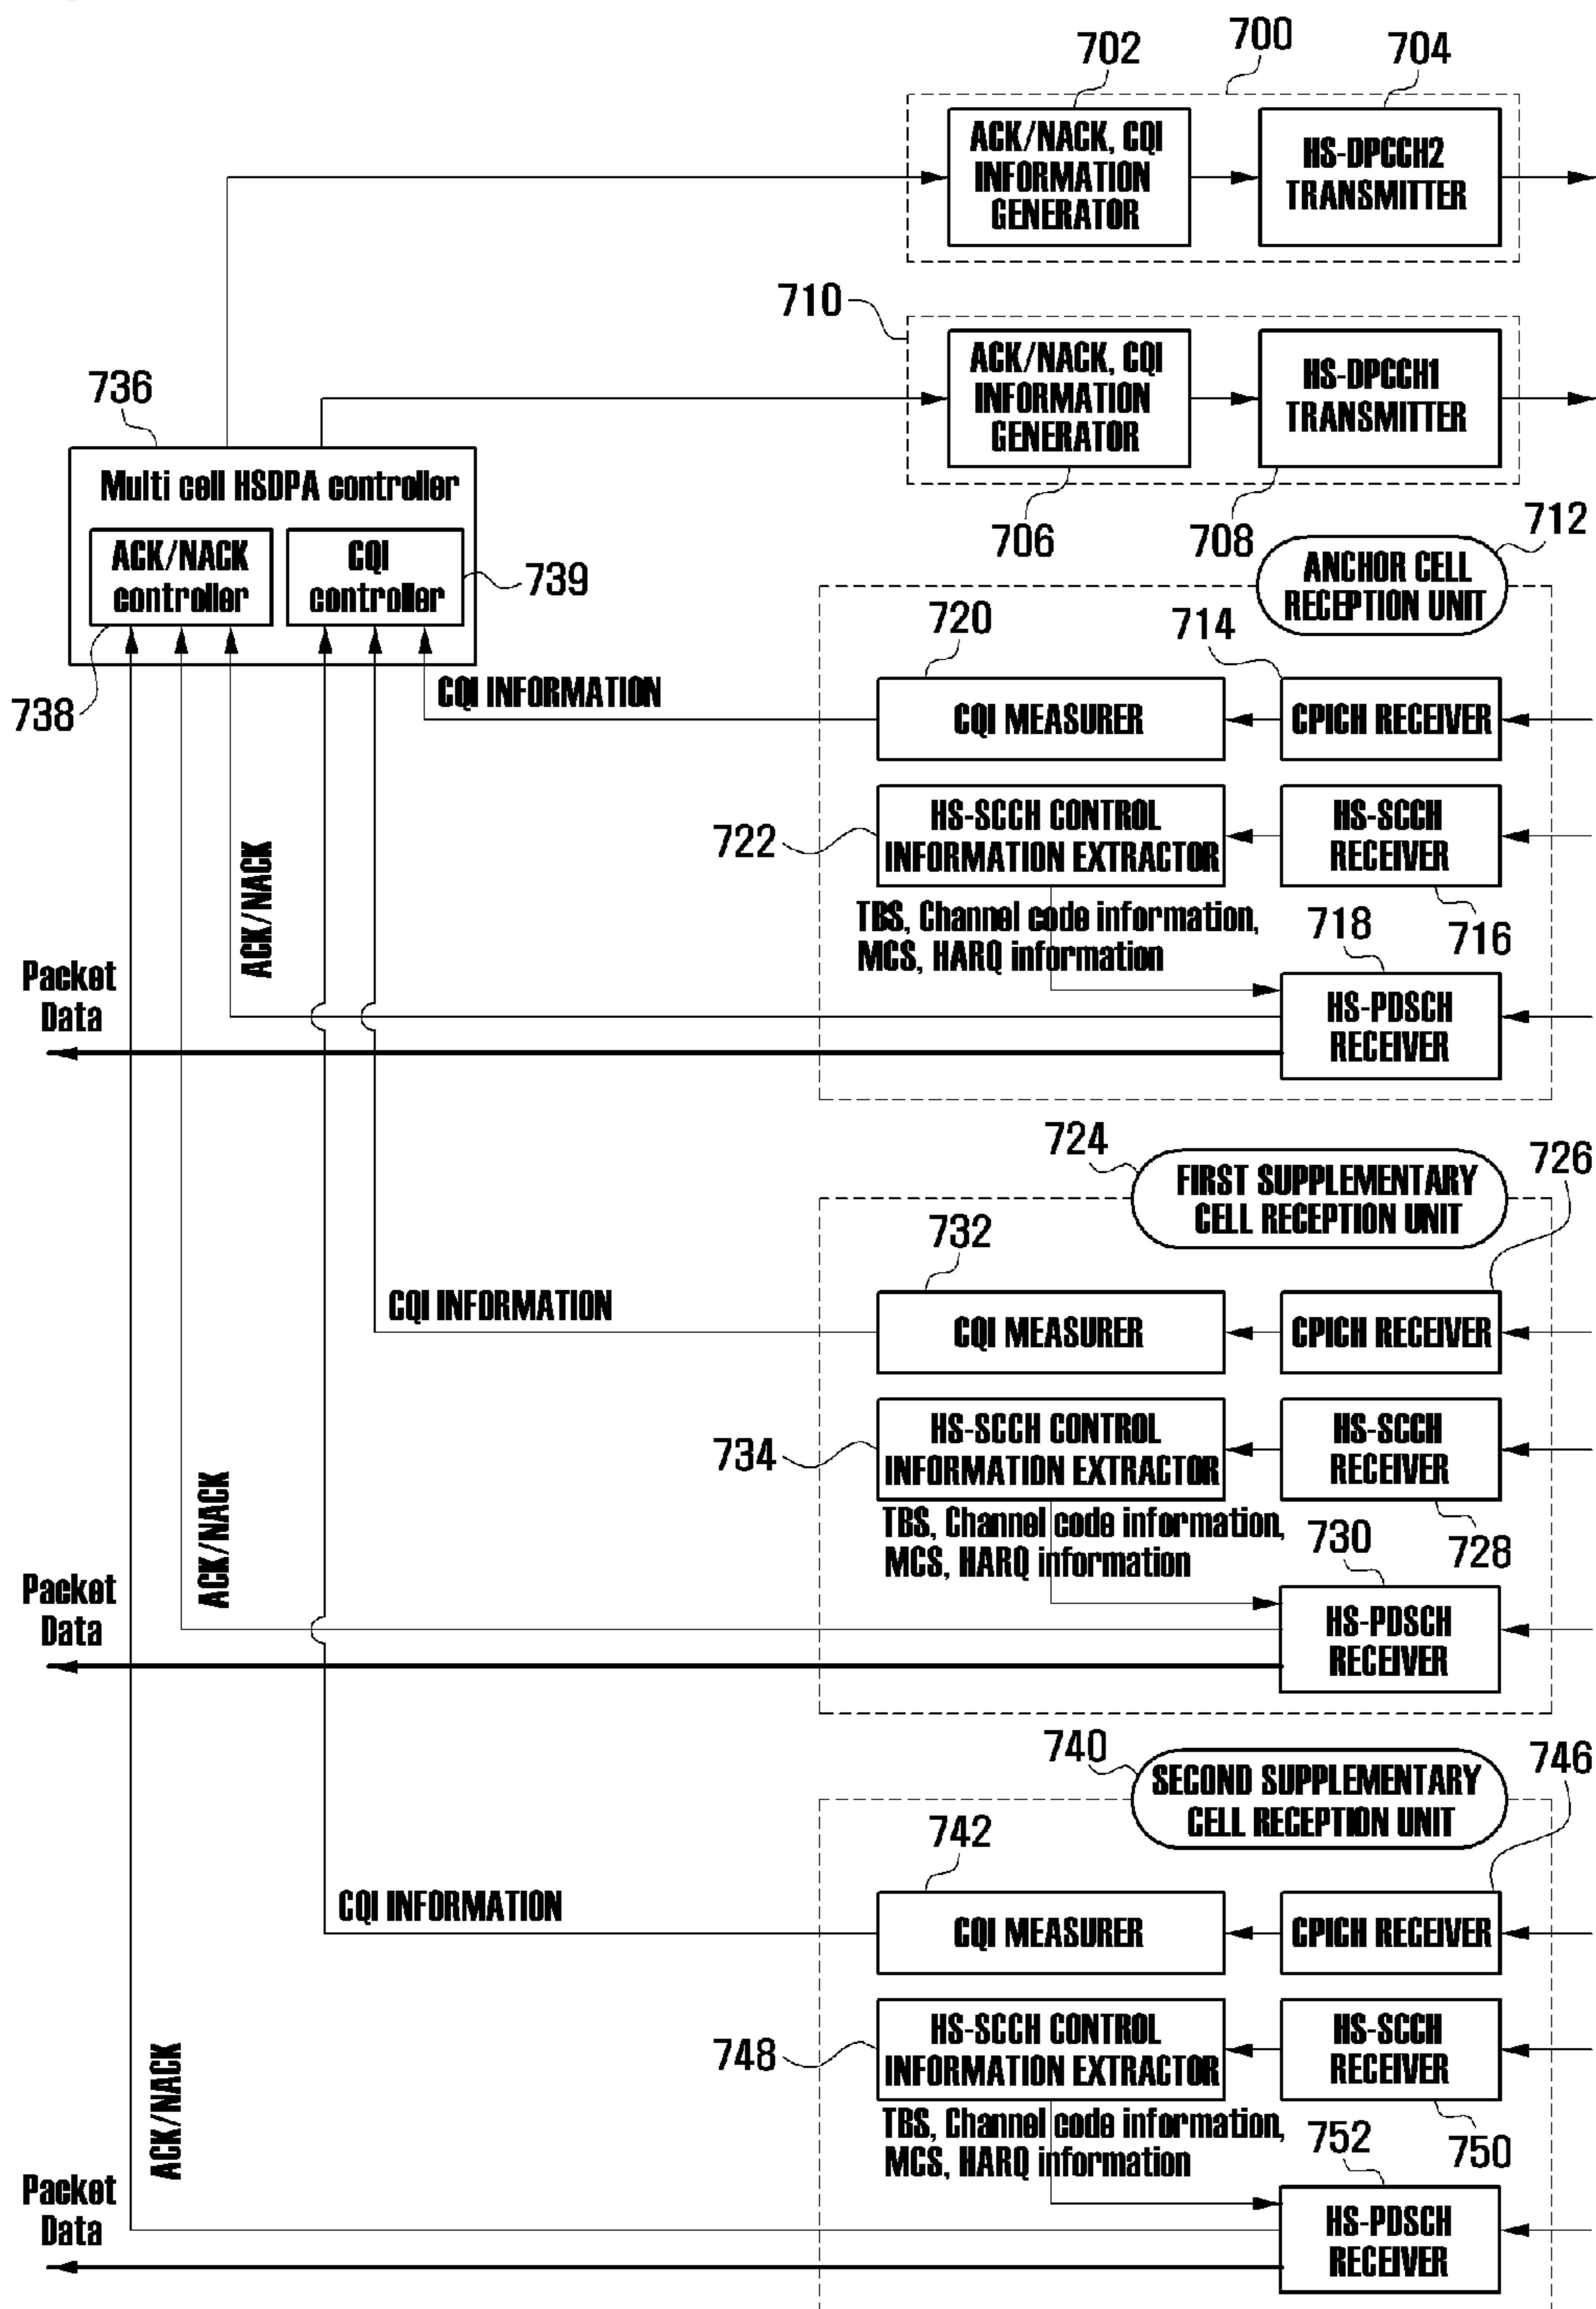 700
702
704
ACK/NACK, CQI
INFORMATION
GENERATOR
HS-DPCCH2
TRANSMITTER
710
ACK/NACK, CQI
INFORMATION
GENERATOR
HS-DPCCH1
TRANSMITTER
706
708
736
Multi cell HSDPA controller
ACK/NACK
controller
CQI
controller
739
738
712
ANCHOR CELL
RECEPTION UNIT
720
714
CQI INFORMATION
CQI MEASURER
CPICH RECEIVER
722
HS-SCCH CONTROL
INFORMATION EXTRACTOR
HS-SCCH
RECEIVER
716
TBS, Channel code information,
MCS, HARQ information
718
ACK/NACK
Packet
Data
HS-PDSCH
RECEIVER
724
FIRST SUPPLEMENTARY
CELL RECEPTION UNIT
726
732
CQI INFORMATION
CQI MEASURER
CPICH RECEIVER
734
HS-SCCH CONTROL
INFORMATION EXTRACTOR
HS-SCCH
RECEIVER
728
TBS, Channel code information,
MCS, HARQ information
730
ACK/NACK
Packet
Data
HS-PDSCH
RECEIVER
740
SECOND SUPPLEMENTARY
CELL RECEPTION UNIT
746
742
CQI INFORMATION
CQI MEASURER
CPICH RECEIVER
748
HS-SCCH CONTROL
INFORMATION EXTRACTOR
HS-SCCH
RECEIVER
750
TBS, Channel code information,
MCS, HARQ information
752
ACK/NACK
Packet
Data
HS-PDSCH
RECEIVER